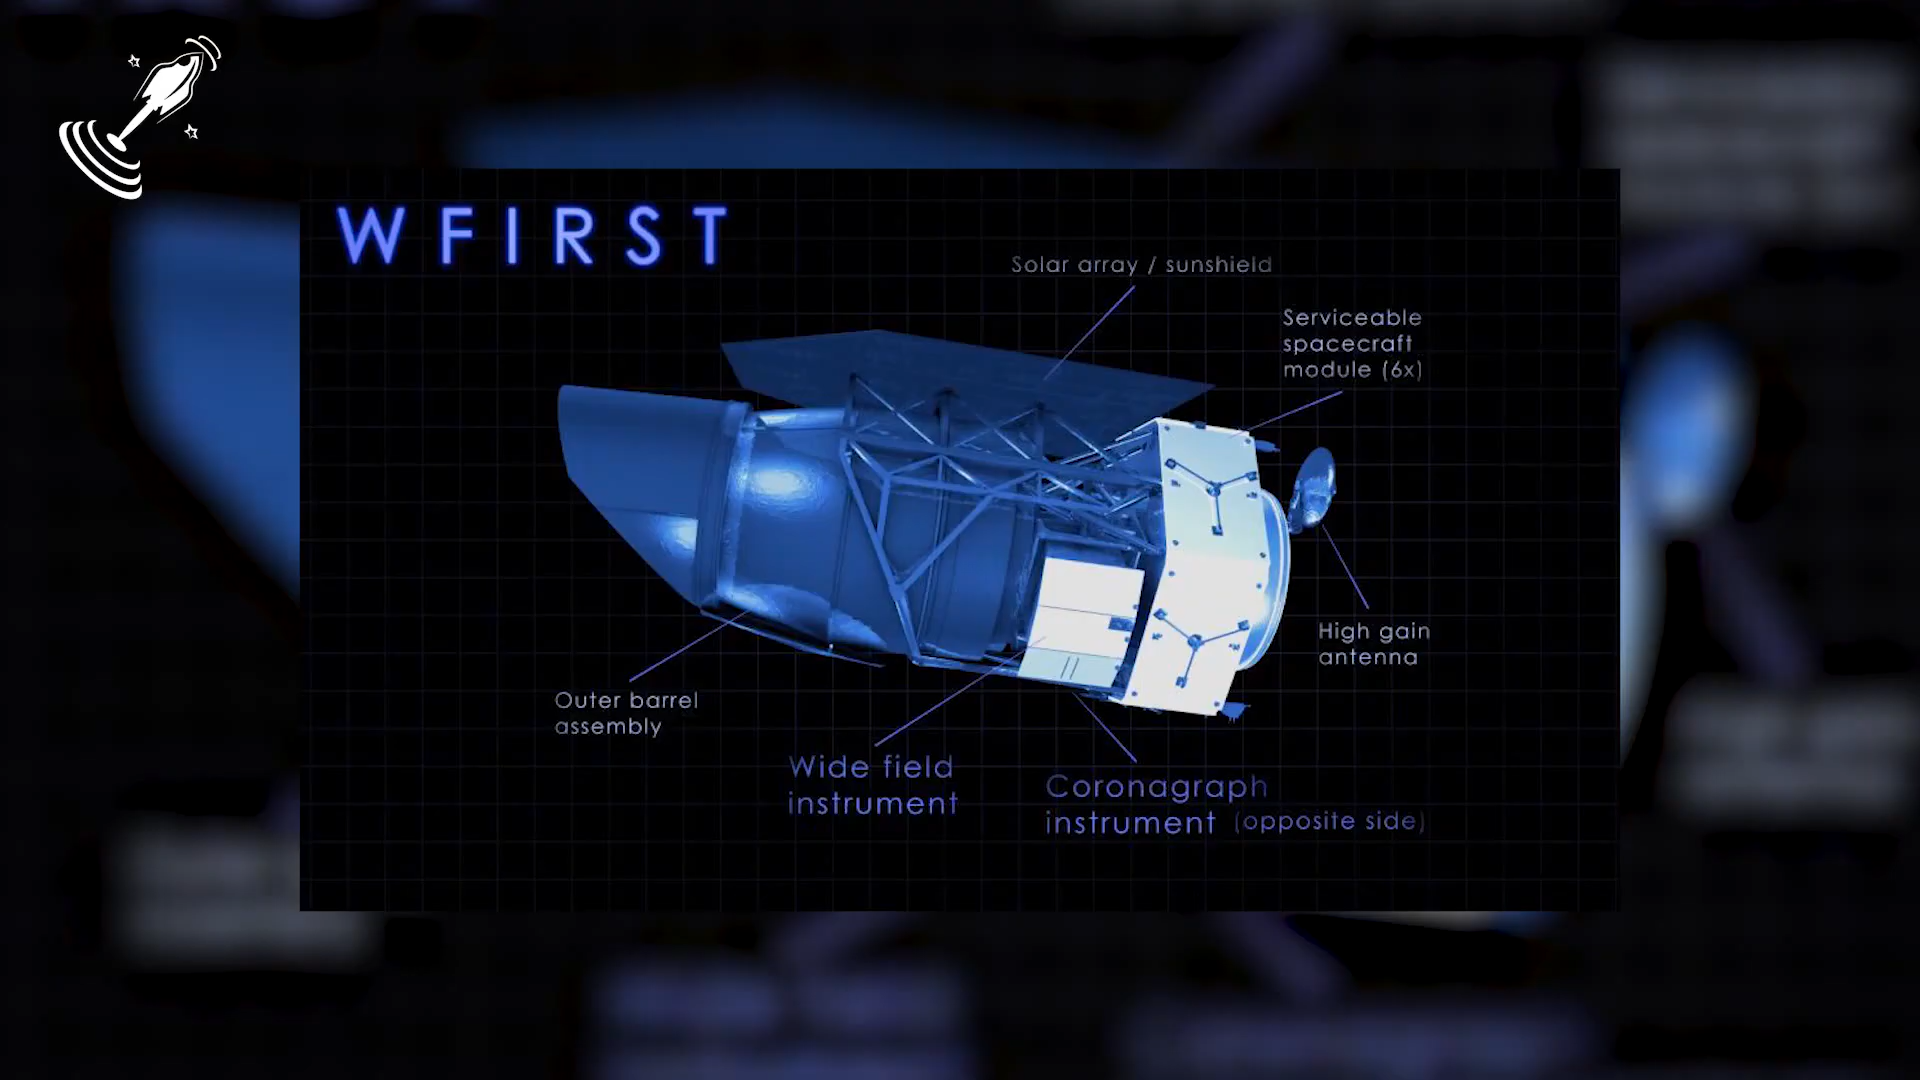 WFIRST
Solar array / sunshield
Serviceable
spacecraft
module (6x)
High gain
antenna
Outer barrel
assembly
Wide field
instrument
Coronagraph
instrument (opposite side)